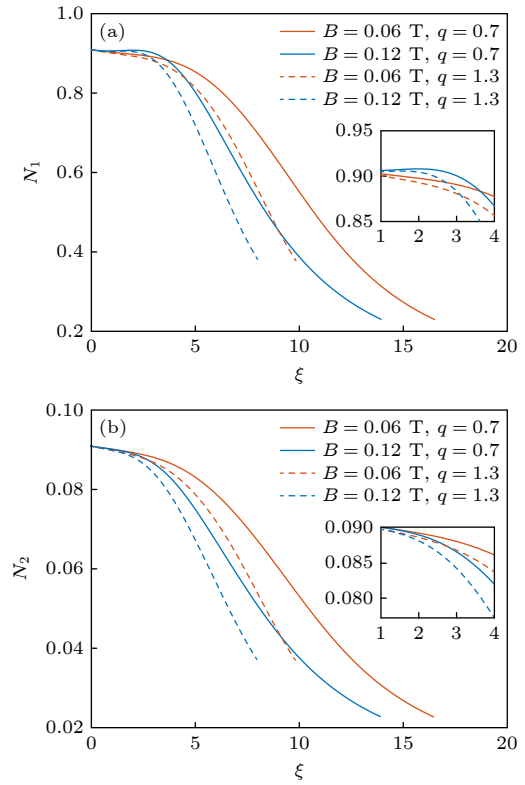 (a)
B = 0.06 T, q = 0.7
B = 0.12 T, q = 0.7
B = 0.06 T, q = 1.3
B = 0.12 T, q = 1.3
1.0
0.8
0.6
0.4
0.2
N₁
0.95
0.90
0.85
1 2 3 4
0 5 10 15 20
ξ
(b)
B = 0.06 T, q = 0.7
B = 0.12 T, q = 0.7
B = 0.06 T, q = 1.3
B = 0.12 T, q = 1.3
0.10
0.08
0.06
0.04
0.02
N₂
0.090
0.085
0.080
1 2 3 4
0 5 10 15 20
ξ